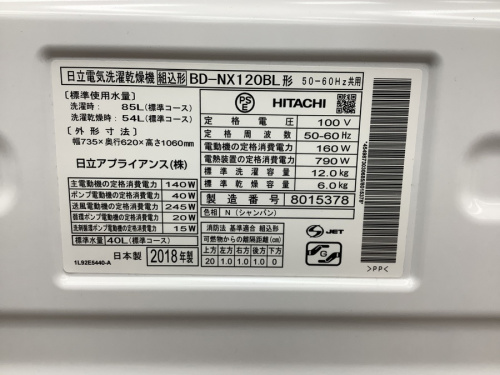 日立電気洗濯乾燥機 組込形 BD-NX120BL形 50-60Hz共用
[標準使用水量]
洗濯時: 85L(標準コース)
洗濯乾燥時: 54L(標準コース)
[外形寸法]
幅735×奥行620×高さ1060mm
日立アプライアンス(株)
主電動機の定格消費電力 140W
ポンプ電動機の定格消費電力 40W
送風電動機の定格消費電力 245W
循環ポンプ電動機の定格消費電力 20W
洗剤循環ポンプの定格消費電力 15W
標準水量 40L(標準コース)
日本製 2018年製
1L92E5440-A
PSE HITACHI
定格電圧 100V
定格周波数 50-60Hz
電動機の定格消費電力 160W
電熱装置の定格消費電力 790W
標準洗濯容量 12.0kg
標準乾燥容量 6.0kg
製造番号 8015378
色相 N (シャンパン)
消防法 基準適合 組込形
可燃物からの離隔距離(cm)
上方 左方 右方 前方 後方 下方
20 1.0 1.0 1.0 1.0 0
S JET
>PP<